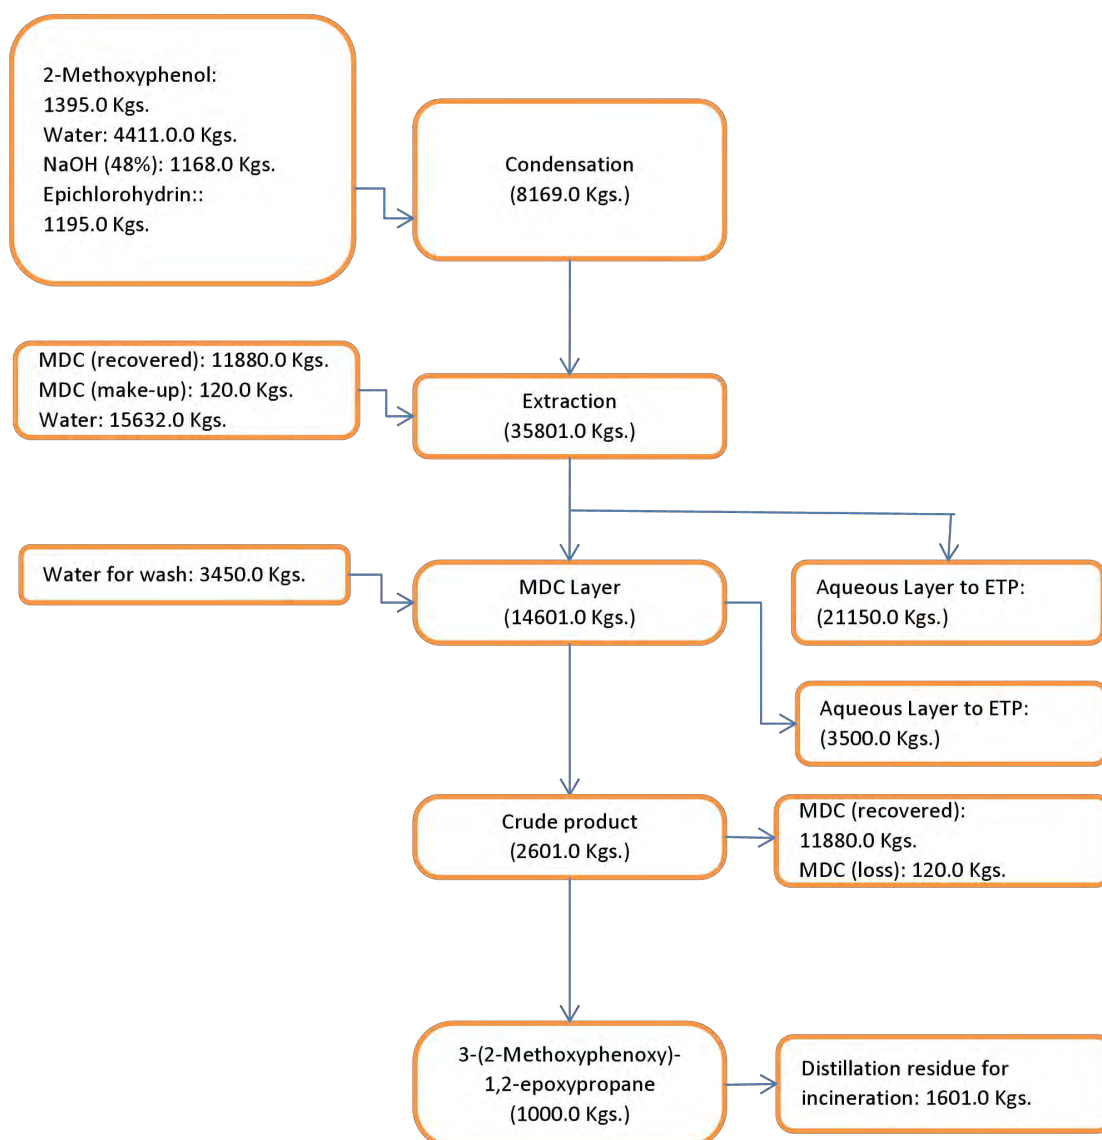 2-Methoxyphenol:
1395.0 Kgs.
Water: 4411.0.0 Kgs.
NaOH (48%): 1168.0 Kgs.
Epichlorohydrin::
1195.0 Kgs.
Condensation
(8169.0 Kgs.)
MDC (recovered): 11880.0 Kgs.
MDC (make-up): 120.0 Kgs.
Water: 15632.0 Kgs.
Extraction
(35801.0 Kgs.)
Water for wash: 3450.0 Kgs.
MDC Layer
(14601.0 Kgs.)
Aqueous Layer to ETP:
(21150.0 Kgs.)
Aqueous Layer to ETP:
(3500.0 Kgs.)
Crude product
(2601.0 Kgs.)
MDC (recovered):
11880.0 Kgs.
MDC (loss): 120.0 Kgs.
3-(2-Methoxyphenoxy)-
1,2-epoxypropane
(1000.0 Kgs.)
Distillation residue for
incineration: 1601.0 Kgs.